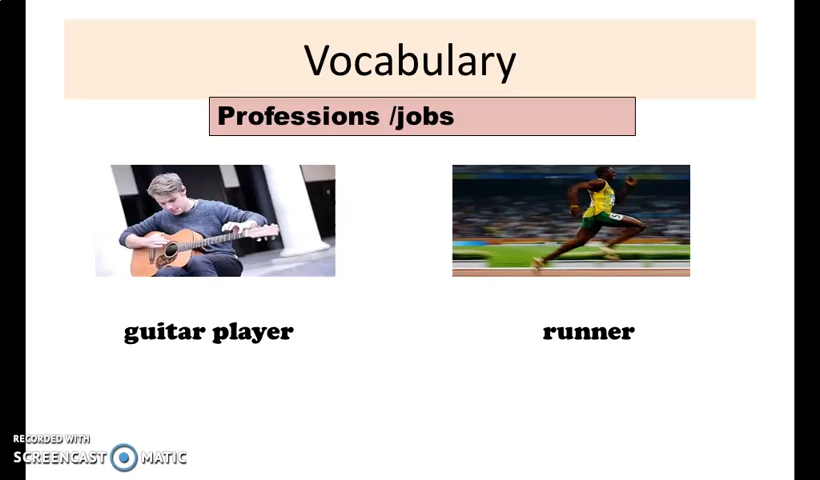 Vocabulary
Professions /jobs
guitar player
runner
RECORDED WITH
SCREENCAST MATIC